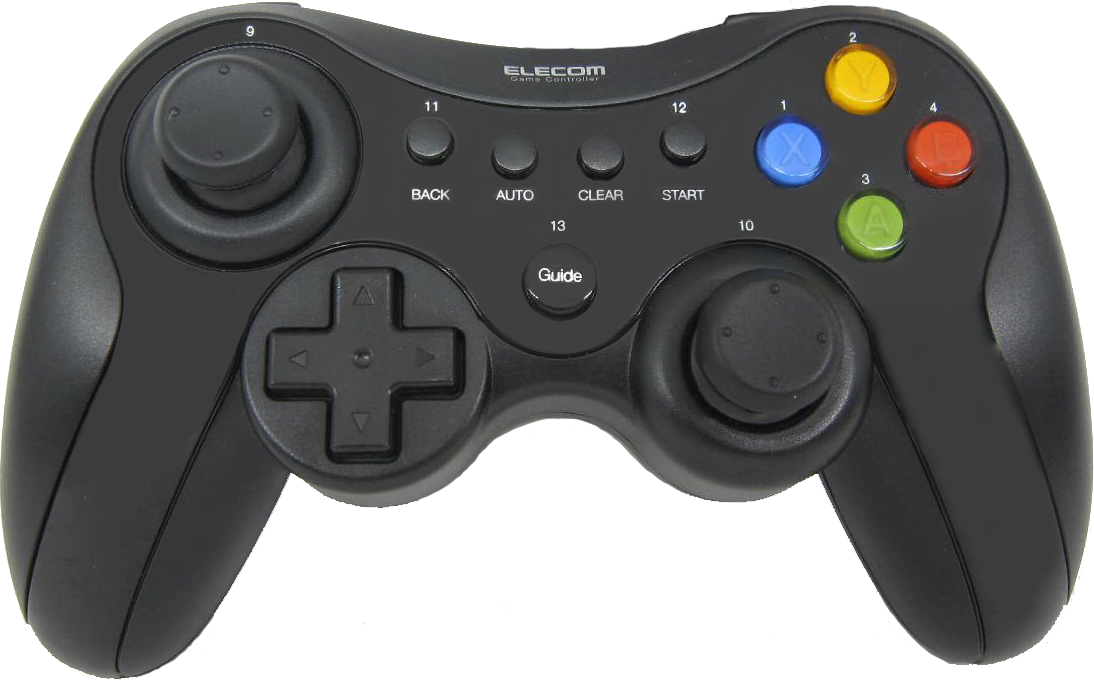 9
2
ELECOM
Game Controller
11
12
1
4
Y
X
B
BACK
AUTO
CLEAR
START
3
A
13
10
Guide